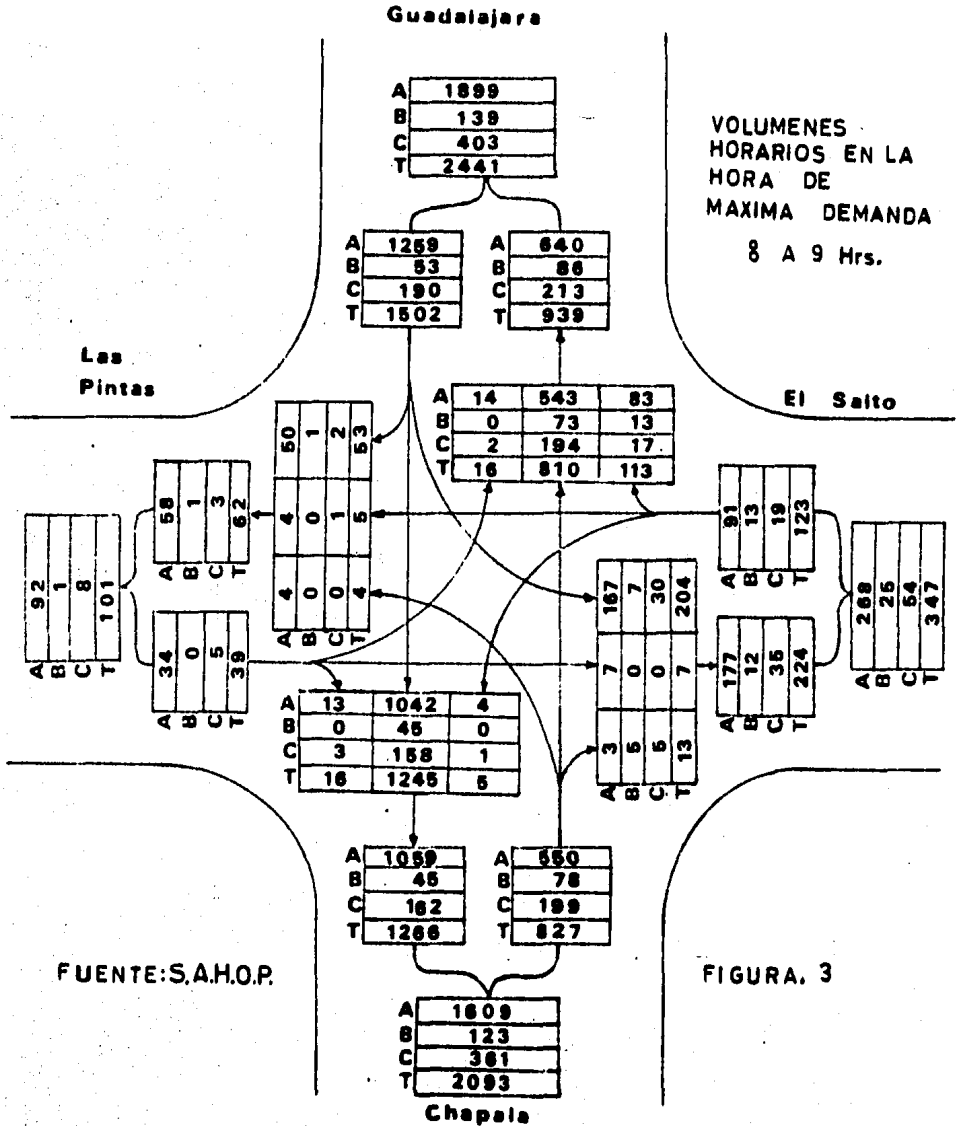 Guadalajara
A 1899
B 139
C 403
T 2441
VOLUMENES
HORARIOS EN LA
HORA DE
MAXIMA DEMANDA
8 A 9 Hrs.
A 1259
B 53
C 190
T 1502
A 640
B 86
C 213
T 939
Las
Pintas
El Salto
A 14 543 83
B 0 73 13
C 2 194 17
T 16 810 113
50 1 2 53
4 0 1 5
4 0 0 4
A B C T
58 1 3 62
A B C T
92 1 8 101
A B C T
34 0 5 39
A B C T
91 13 19 123
A B C T
268 25 54 347
A B C T
167 7 30 204
7 0 0 7
3 5 5 13
A B C T
177 12 35 224
A B C T
A 13 1042 4
B 0 45 0
C 3 158 1
T 16 1245 5
A 1059
B 45
C 162
T 1266
A 550
B 78
C 199
T 827
FUENTE: S.A.H.O.P.
FIGURA. 3
A 1609
B 123
C 361
T 2093
Chapala